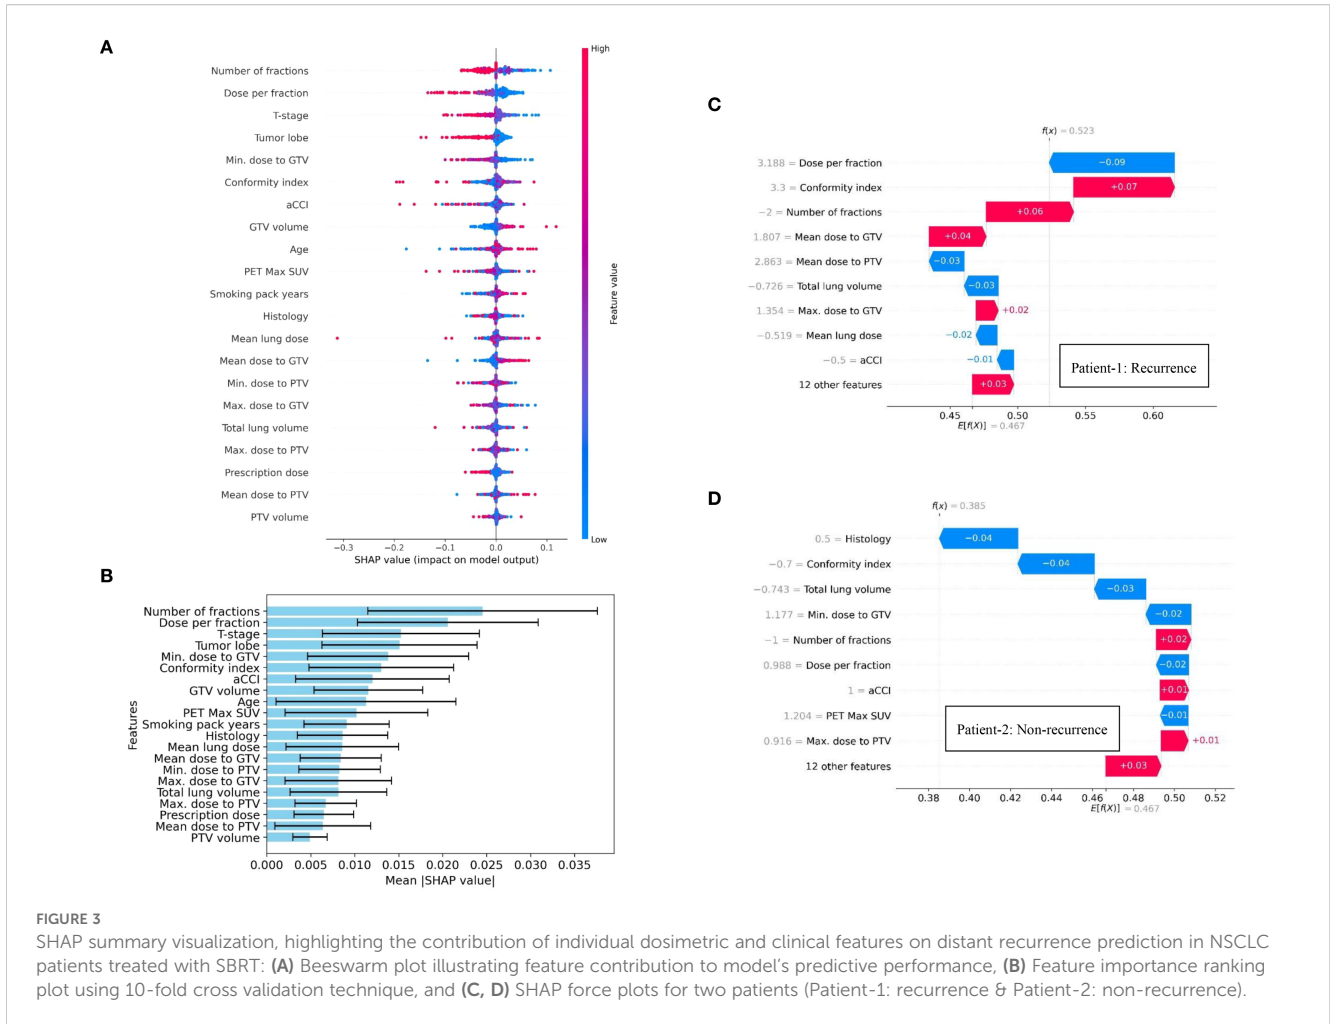 A
High
Number of fractions
Dose per fraction
T-stage
Tumor lobe
Min. dose to GTV
Conformity index
aCCI
GTV volume
Age
PET Max SUV
Smoking pack years
Histology
Mean lung dose
Mean dose to GTV
Min. dose to PTV
Max. dose to GTV
Total lung volume
Max. dose to PTV
Prescription dose
Mean dose to PTV
PTV volume
Feature value
Low
−0.3 −0.2 −0.1 0.0 0.1
SHAP value (impact on model output)
B
Features
Number of fractions
Dose per fraction
T-stage
Tumor lobe
Min. dose to GTV
Conformity index
aCCI
GTV volume
Age
PET Max SUV
Smoking pack years
Histology
Mean lung dose
Mean dose to GTV
Min. dose to PTV
Max. dose to GTV
Total lung volume
Max. dose to PTV
Prescription dose
Mean dose to PTV
PTV volume
0.000 0.005 0.010 0.015 0.020 0.025 0.030 0.035
Mean |SHAP value|
C
f(x) = 0.523
3.188 = Dose per fraction −0.09
3.3 = Conformity index +0.07
−2 = Number of fractions +0.06
1.807 = Mean dose to GTV +0.04
2.863 = Mean dose to PTV −0.03
−0.726 = Total lung volume −0.03
1.354 = Max. dose to GTV +0.02
−0.519 = Mean lung dose −0.02
−0.5 = aCCI −0.01
12 other features +0.03
Patient-1: Recurrence
0.45 0.50 0.55 0.60
E[f(X)] = 0.467
D
f(x) = 0.385
0.5 = Histology −0.04
−0.7 = Conformity index −0.04
−0.743 = Total lung volume −0.03
1.177 = Min. dose to GTV −0.02
−1 = Number of fractions +0.02
0.988 = Dose per fraction −0.02
1 = aCCI +0.01
1.204 = PET Max SUV −0.01
0.916 = Max. dose to PTV +0.01
12 other features +0.03
Patient-2: Non-recurrence
0.38 0.40 0.42 0.44 0.46 0.48 0.50 0.52
E[f(X)] = 0.467
FIGURE 3
SHAP summary visualization, highlighting the contribution of individual dosimetric and clinical features on distant recurrence prediction in NSCLC
patients treated with SBRT: (A) Beeswarm plot illustrating feature contribution to model's predictive performance, (B) Feature importance ranking
plot using 10-fold cross validation technique, and (C, D) SHAP force plots for two patients (Patient-1: recurrence & Patient-2: non-recurrence).